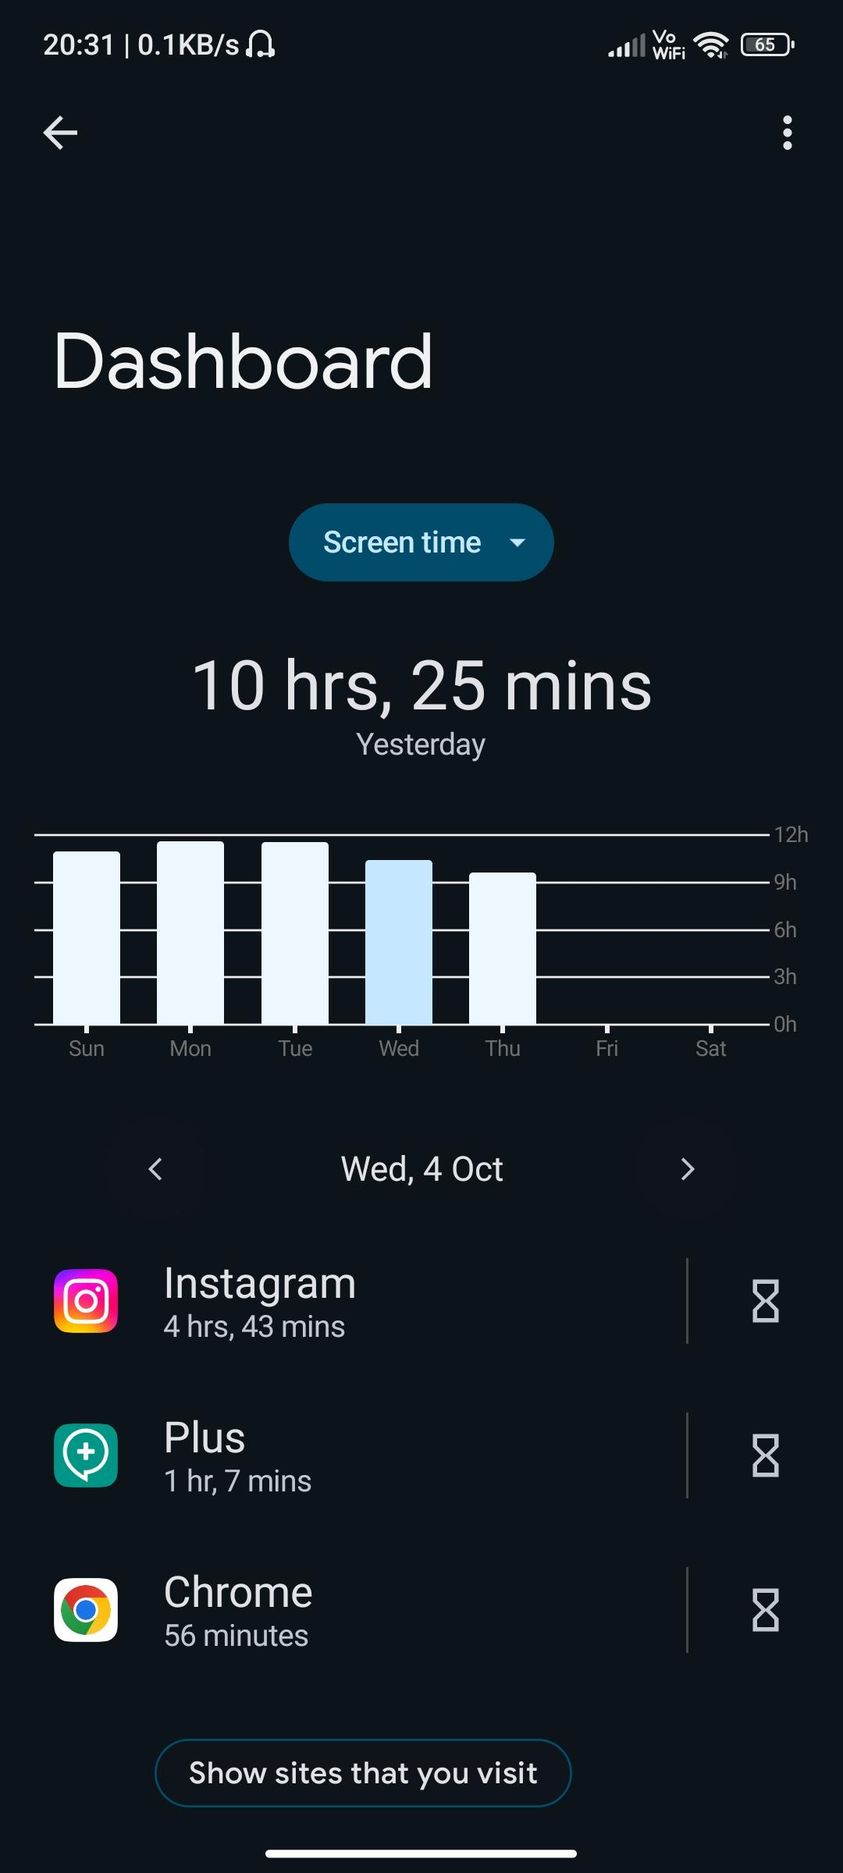 20:31 | 0.1KB/s
Vo
WiFi
65
Dashboard
Screen time
10 hrs, 25 mins
Yesterday
12h
9h
6h
3h
0h
Sun Mon Tue Wed Thu Fri Sat
Wed, 4 Oct
Instagram
4 hrs, 43 mins
Plus
1 hr, 7 mins
Chrome
56 minutes
Show sites that you visit